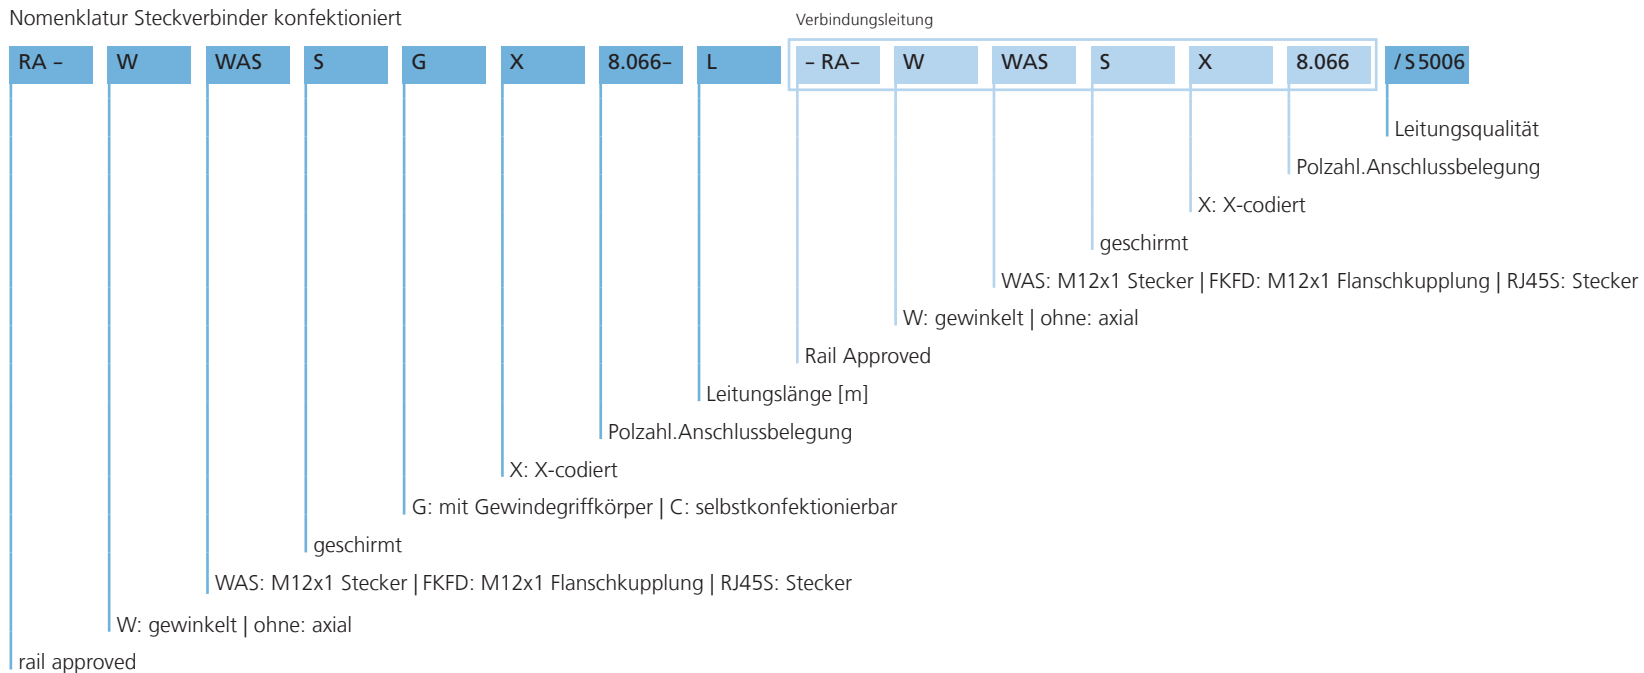 Nomenklatur Steckverbinder konfektioniert
Verbindungsleitung
RA – W WAS S G X 8.066– L – RA– W WAS S X 8.066 /S5006
Leitungsqualität
Polzahl.Anschlussbelegung
X: X-codiert
geschirmt
WAS: M12x1 Stecker | FKFD: M12x1 Flanschkupplung | RJ45S: Stecker
W: gewinkelt | ohne: axial
Rail Approved
Leitungslänge [m]
Polzahl.Anschlussbelegung
X: X-codiert
G: mit Gewindegriffkörper | C: selbstkonfektionierbar
geschirmt
WAS: M12x1 Stecker | FKFD: M12x1 Flanschkupplung | RJ45S: Stecker
W: gewinkelt | ohne: axial
rail approved